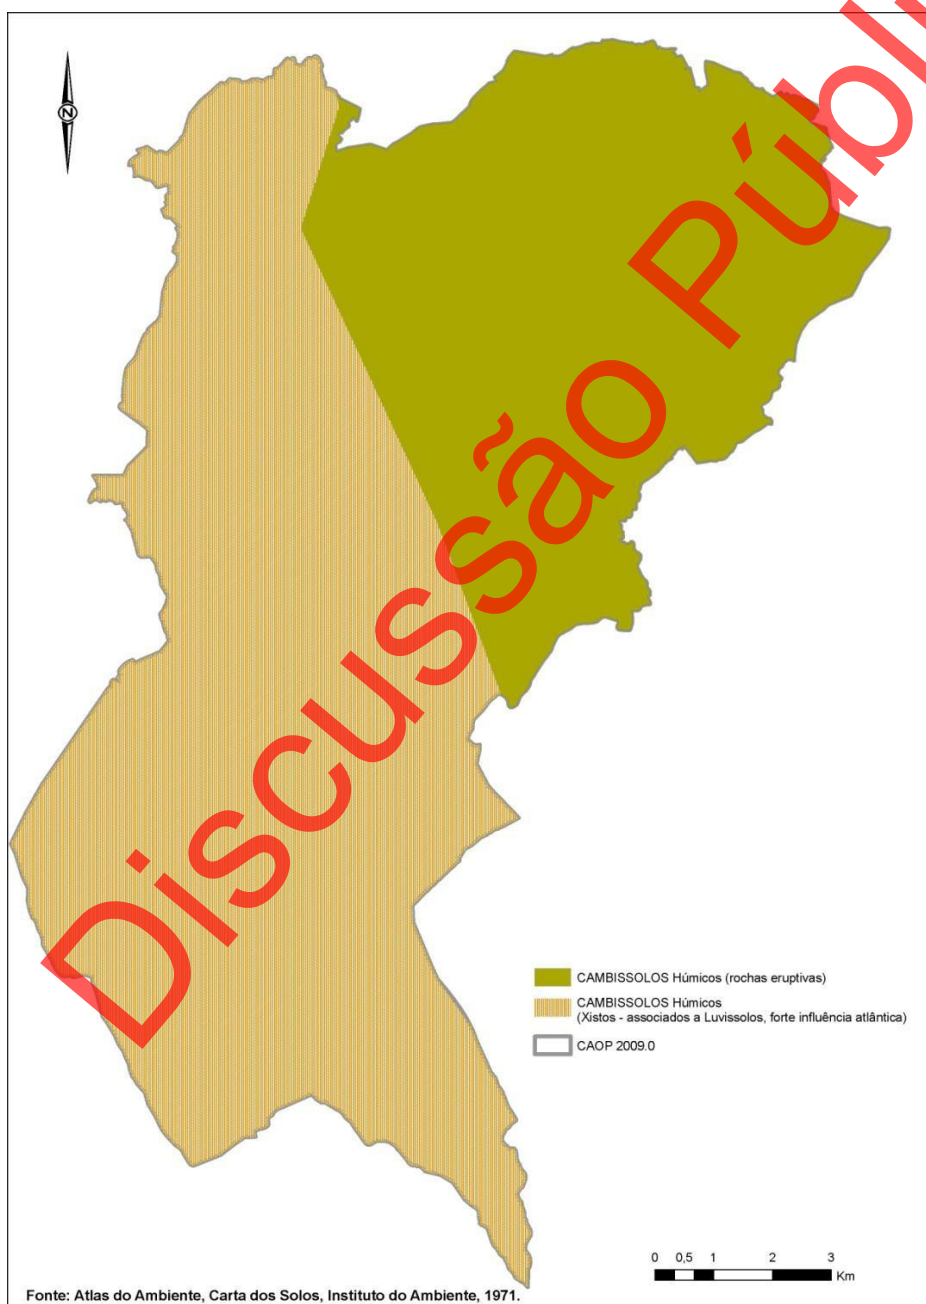 N
Discussão Públi
CAMBISSOLOS Húmicos (rochas eruptivas)
CAMBISSOLOS Húmicos
(Xistos - associados a Luvissolos, forte influência atlântica)
CAOP 2009.0
0 0,5 1 2 3
Km
Fonte: Atlas do Ambiente, Carta dos Solos, Instituto do Ambiente, 1971.